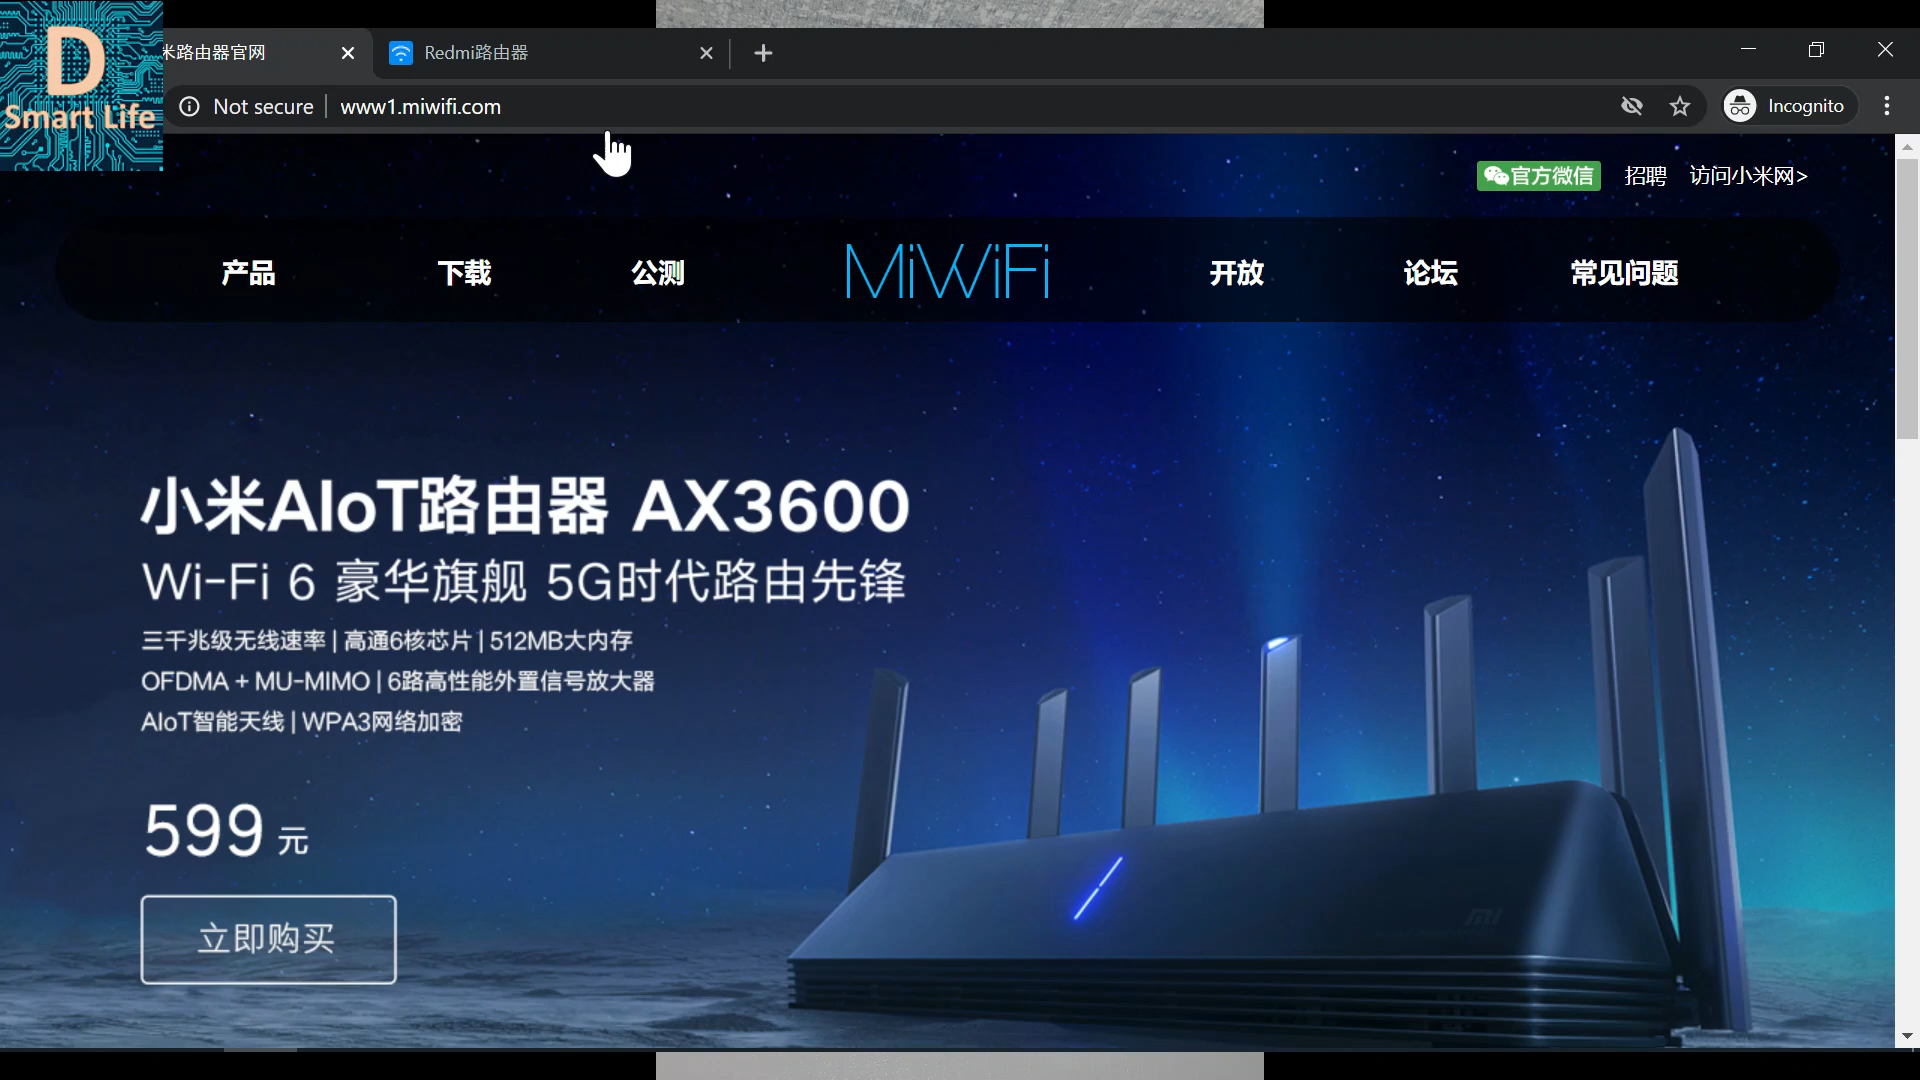 D
Smart Life
米路由器官网
Redmi路由器
Not secure
www1.miwifi.com
Incognito
官方微信 招聘 访问小米网>
产品 下载 公测 MiWiFi 开放 论坛 常见问题
小米AIoT路由器 AX3600
Wi-Fi 6 豪华旗舰 5G时代路由先锋
三千兆级无线速率 | 高通6核芯片 | 512MB大内存
OFDMA + MU-MIMO | 6路高性能外置信号放大器
AIoT智能天线 | WPA3网络加密
599 元
立即购买
mi